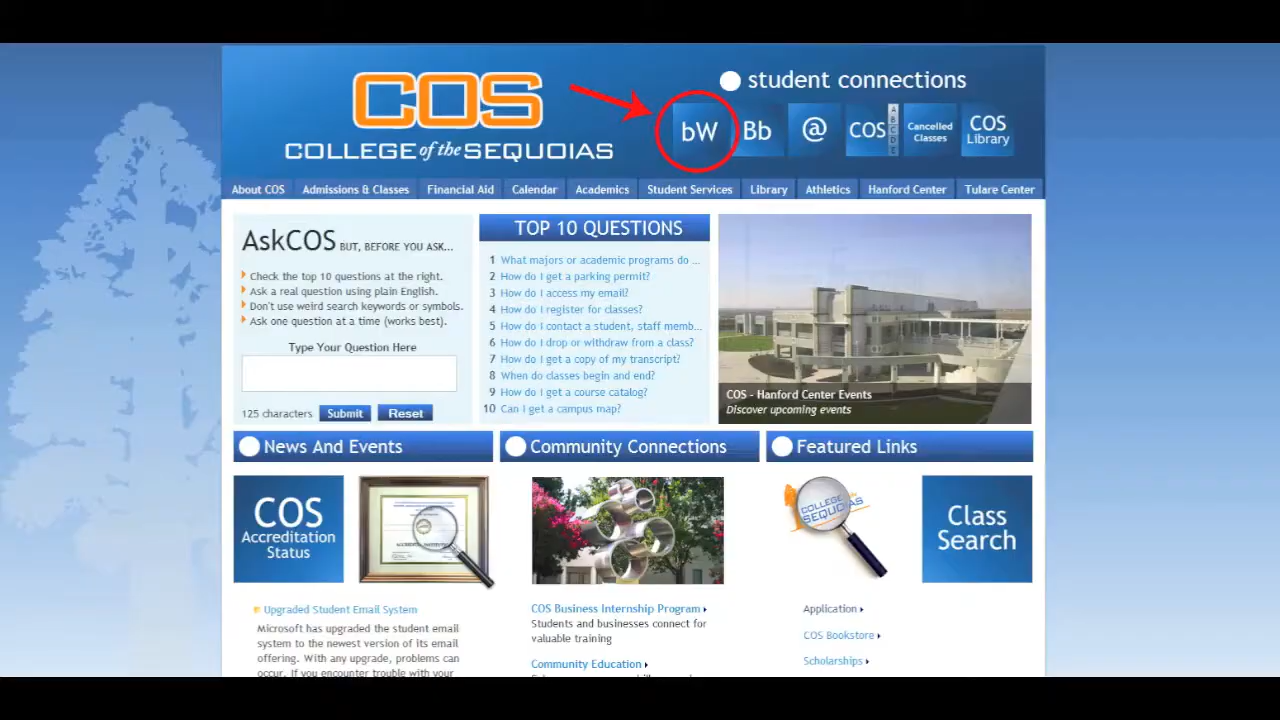 COS
COLLEGE of the SEQUOIAS
student connections
bW
Bb
@
COS
A
B
C
D
E
Cancelled
Classes
COS
Library
About COS
Admissions & Classes
Financial Aid
Calendar
Academics
Student Services
Library
Athletics
Hanford Center
Tulare Center
AskCOS BUT, BEFORE YOU ASK...
Check the top 10 questions at the right.
Ask a real question using plain English.
Don't use weird search keywords or symbols.
Ask one question at a time (works best).
Type Your Question Here
125 characters
Submit
Reset
TOP 10 QUESTIONS
1 What majors or academic programs do ...
2 How do I get a parking permit?
3 How do I access my email?
4 How do I register for classes?
5 How do I contact a student, staff memb...
6 How do I drop or withdraw from a class?
7 How do I get a copy of my transcript?
8 When do classes begin and end?
9 How do I get a course catalog?
10 Can I get a campus map?
COS - Hanford Center Events
Discover upcoming events
News And Events
COS
Accreditation
Status
Upgraded Student Email System
Microsoft has upgraded the student email
system to the newest version of its email
offering. With any upgrade, problems can
occur. If you encounter trouble with your
Community Connections
COS Business Internship Program
Students and businesses connect for
valuable training
Community Education
Featured Links
COLLEGE
SEQUOIAS
Class
Search
Application
COS Bookstore
Scholarships